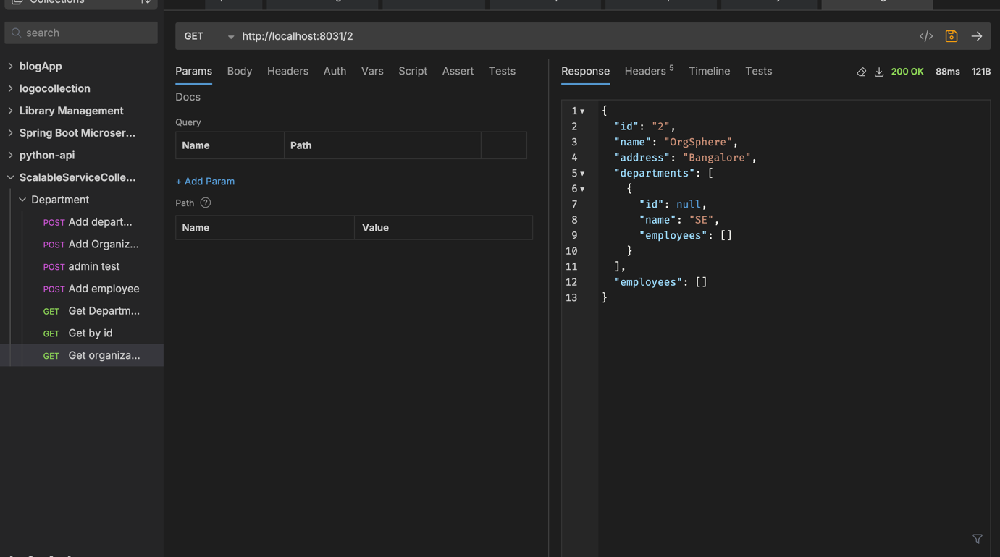 Collections
search
blogApp
logocollection
Library Management
Spring Boot Microser...
python-api
ScalableServiceColle...
Department
POST Add depart...
POST Add Organiz...
POST admin test
POST Add employee
GET Get Departm...
GET Get by id
GET Get organiza...
GET http://localhost:8031/2 </>
Params Body Headers Auth Vars Script Assert Tests
Docs
Query
Name Path
+ Add Param
Path ?
Name Value
Response Headers 5 Timeline Tests 200 OK 88ms 121B
1 {
2 "id": "2",
3 "name": "OrgSphere",
4 "address": "Bangalore",
5 "departments": [
6 {
7 "id": null,
8 "name": "SE",
9 "employees": []
10 }
11 ],
12 "employees": []
13 }